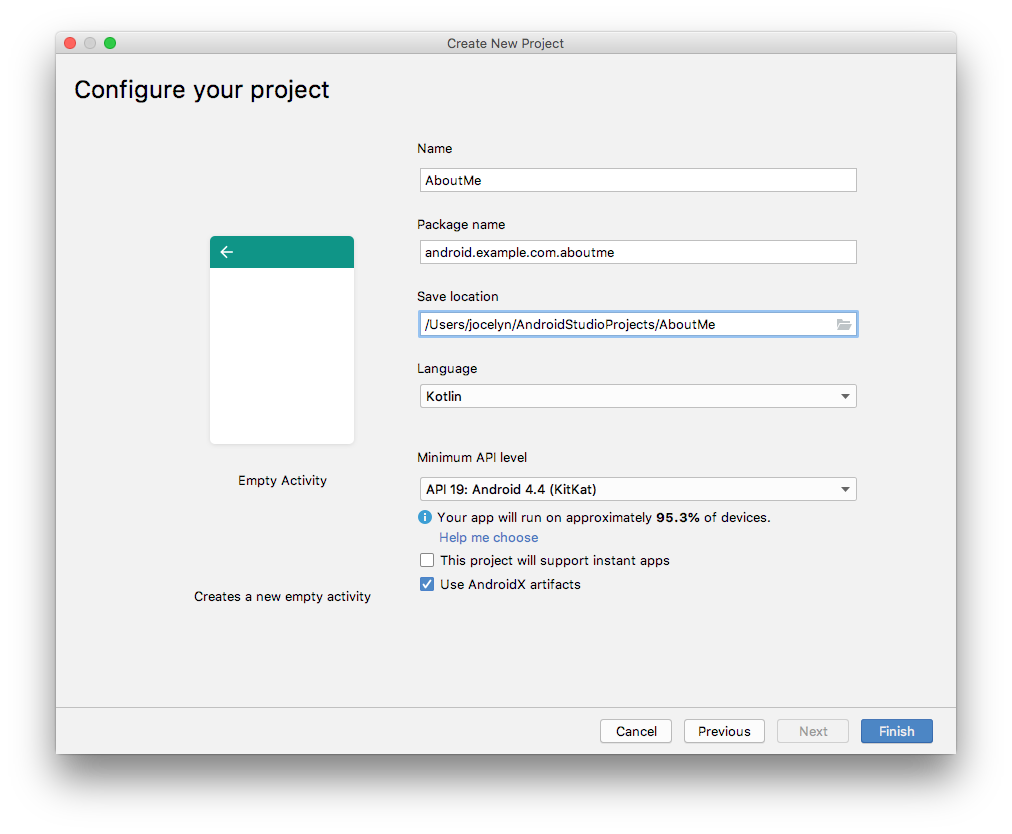 Create New Project
Configure your project
Name
AboutMe
Package name
android.example.com.aboutme
Save location
/Users/jocelyn/AndroidStudioProjects/AboutMe
Language
Kotlin
Minimum API level
Empty Activity
API 19: Android 4.4 (KitKat)
Your app will run on approximately 95.3% of devices.
Help me choose
This project will support instant apps
Use AndroidX artifacts
Creates a new empty activity
Cancel Previous Next Finish